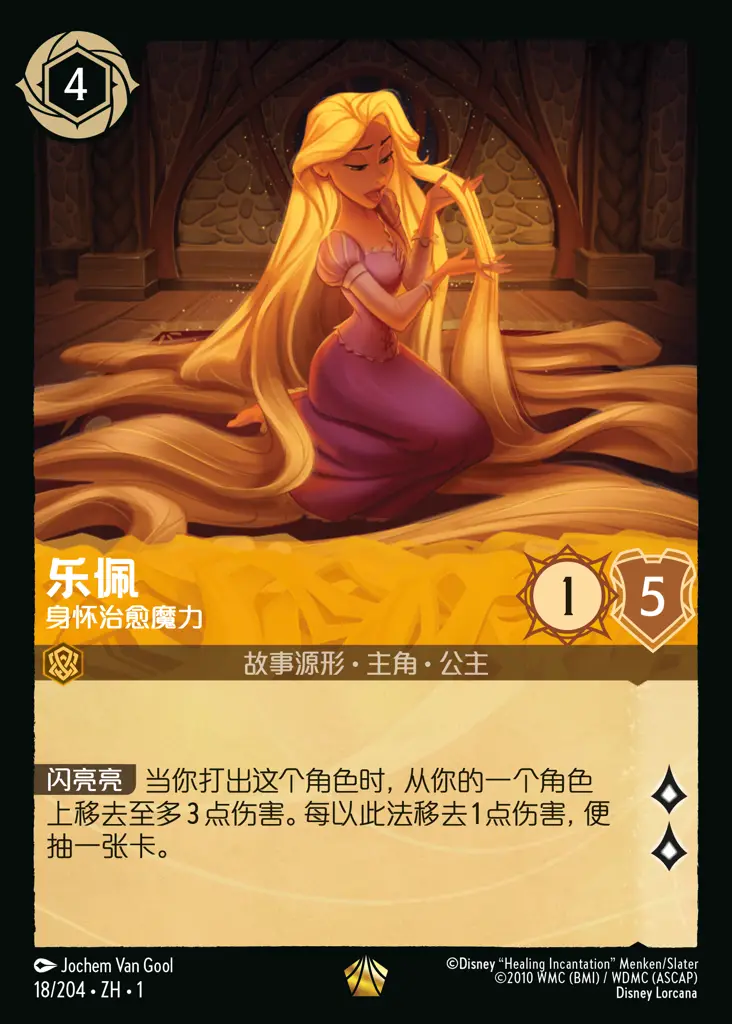 4
乐佩
身怀治愈魔力
1
5
故事源形・主角・公主
闪亮亮 当你打出这个角色时, 从你的一个角色
上移去至多3点伤害。每以此法移去1点伤害, 便
抽一张卡。
Jochem Van Gool
18/204 • ZH • 1
©Disney “Healing Incantation” Menken/Slater
©2010 WMC (BMI) / WDMC (ASCAP)
Disney Lorcana